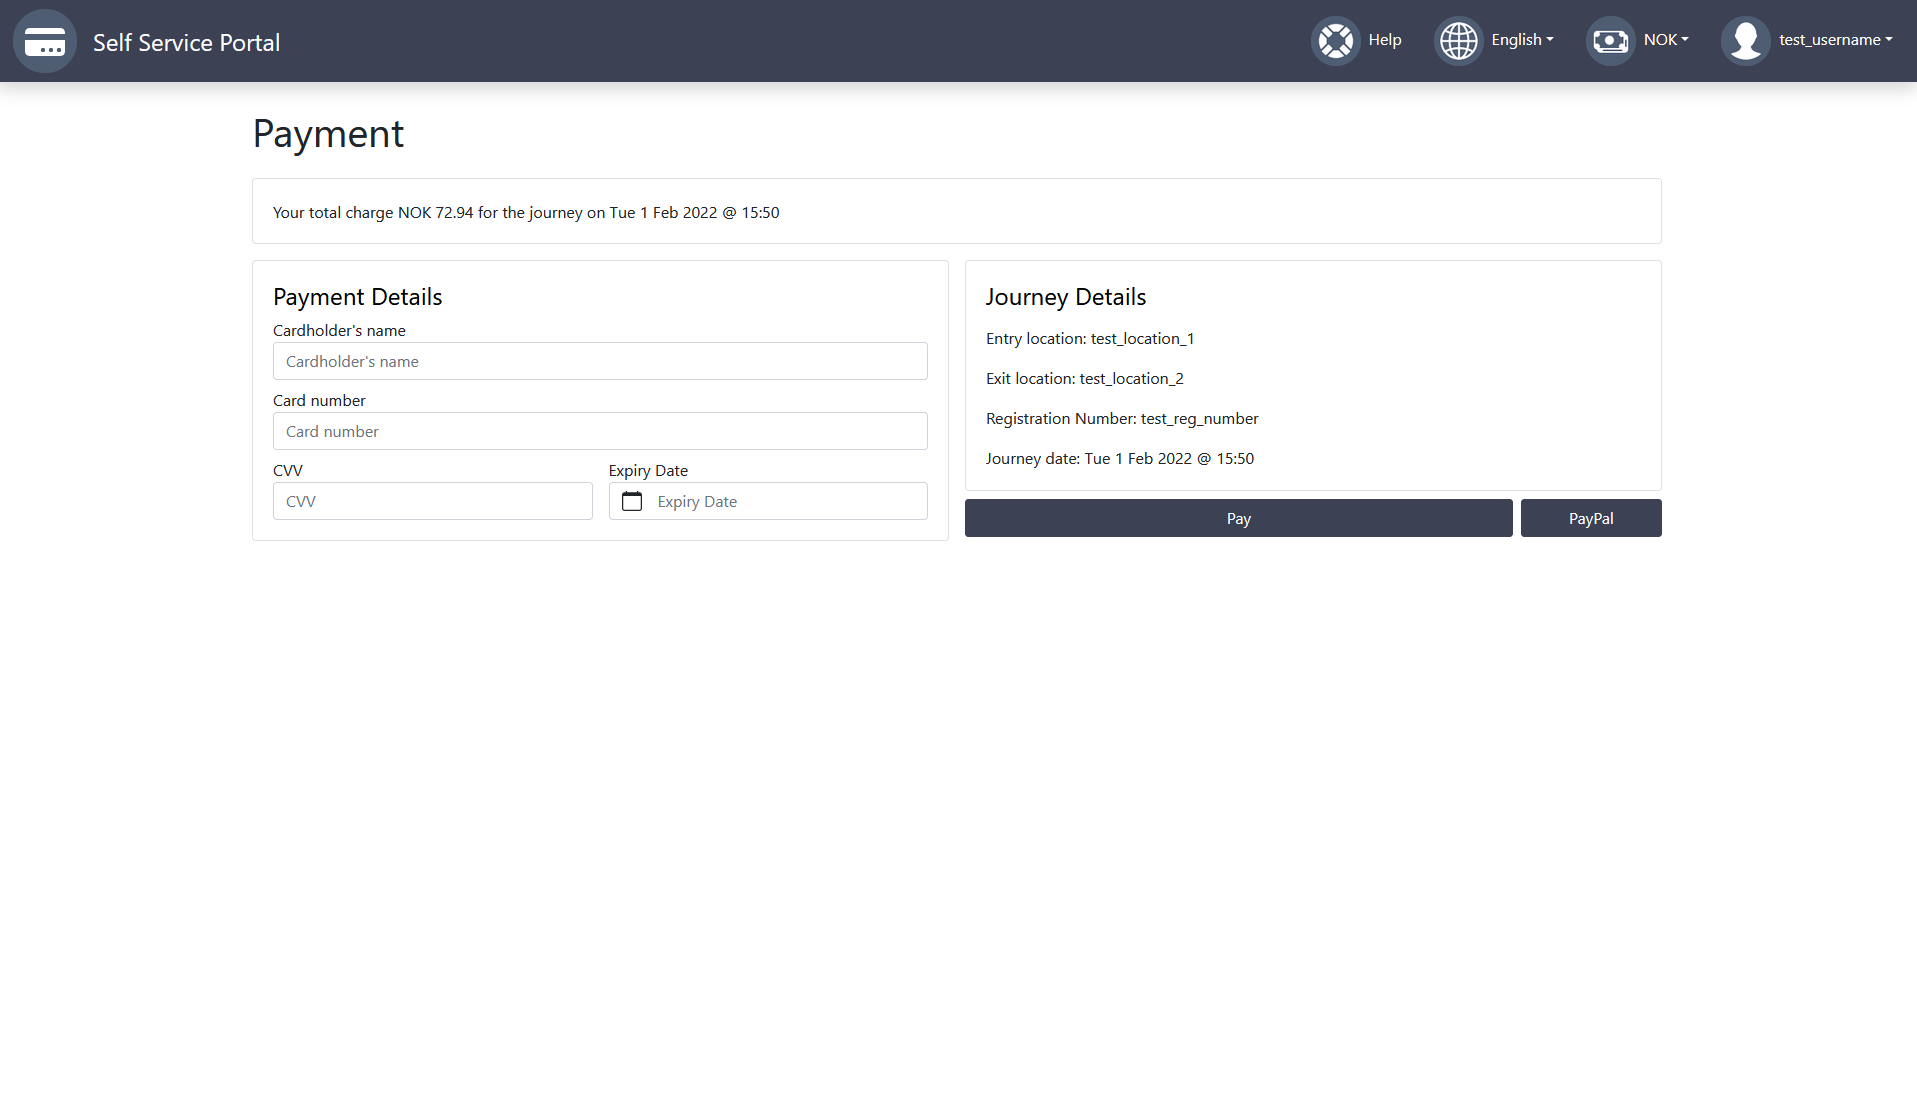 Self Service Portal
Help
English
NOK
test_username
Payment
Your total charge NOK 72.94 for the journey on Tue 1 Feb 2022 @ 15:50
Payment Details
Cardholder's name
Cardholder's name
Card number
Card number
CVV
Expiry Date
CVV
Expiry Date
Journey Details
Entry location: test_location_1
Exit location: test_location_2
Registration Number: test_reg_number
Journey date: Tue 1 Feb 2022 @ 15:50
Pay
PayPal